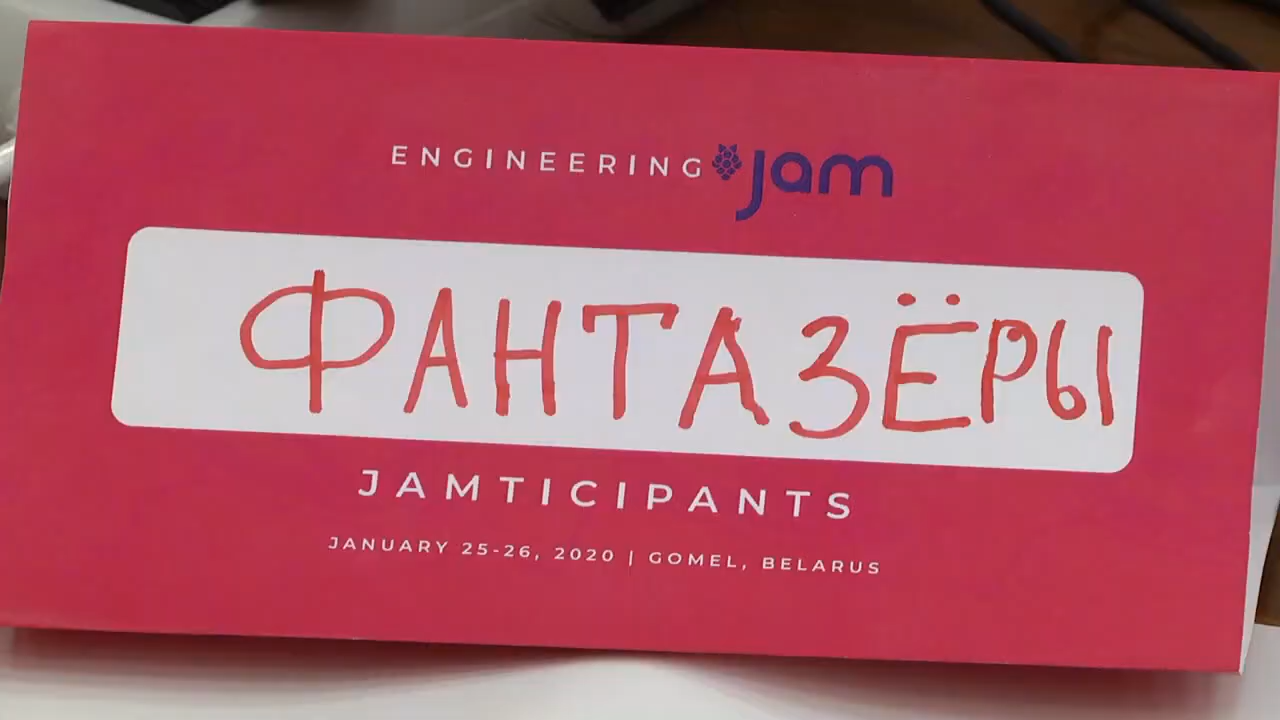 ENGINEERING jam
ФАНТАЗЁРЫ
JAMTICIPANTS
JANUARY 25-26, 2020 | GOMEL, BELARUS